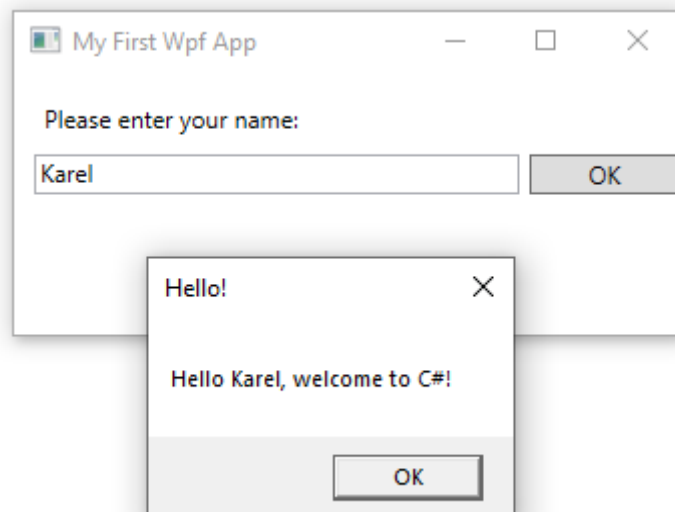 My First Wpf App
Please enter your name:
Karel
OK
Hello!
Hello Karel, welcome to C#!
OK